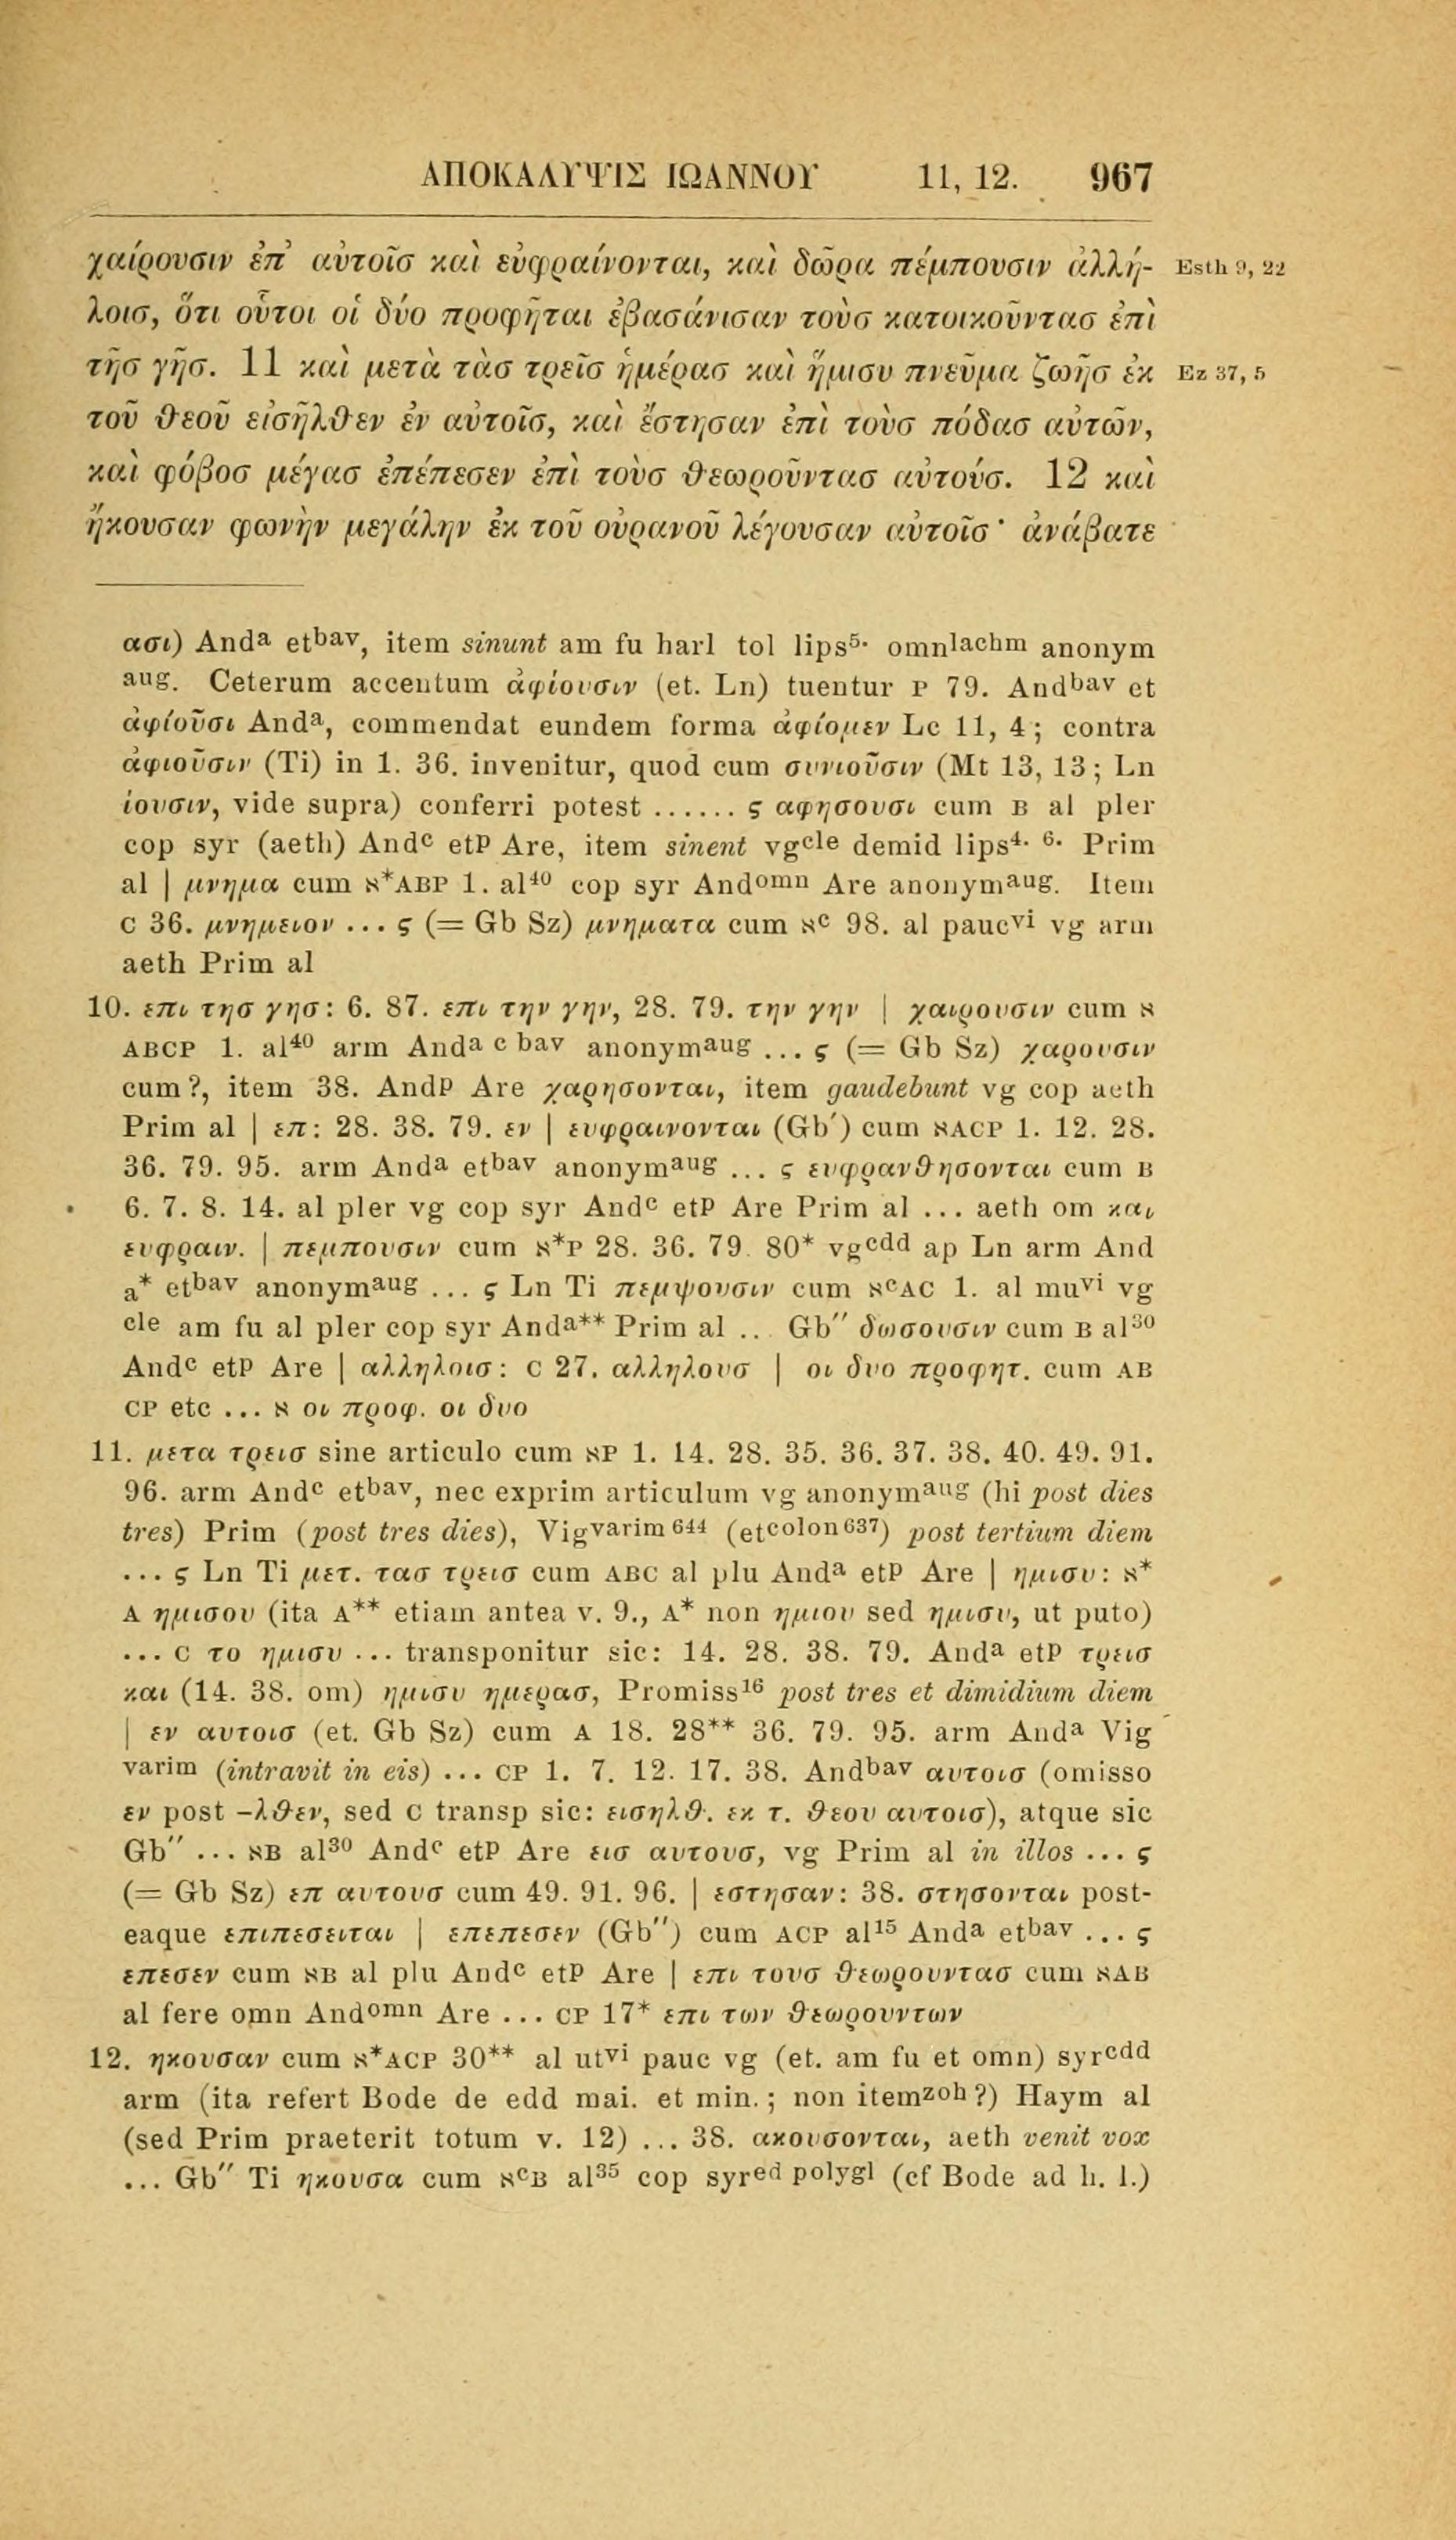 ΑΠΟΚΑΛΥΨΙΣ ΙΩΑΝΝΟΥ 11, 12. 967
χαίρουσιν ἐπ’ αὐτοῖσ καὶ εὐφραίνονται, καὶ δῶρα πέμπουσιν ἀλλή- Esth 9, 22
λοισ, ὅτι οὗτοι οἱ δύο προφῆται ἐβασάνισαν τοὺσ κατοικοῦντασ ἐπὶ
τῆσ γῆσ. 11 καὶ μετὰ τὰσ τρεῖσ ἡμέρασ καὶ ἥμισυ πνεῦμα ζωῆσ ἐκ Ez 37, 5
τοῦ ϑεοῦ εἰσῆλϑεν ἐν αὐτοῖσ, καὶ ἔστησαν ἐπὶ τοὺσ πόδασ αὐτῶν,
καὶ φόβοσ μέγασ ἐπέπεσεν ἐπὶ τοὺσ ϑεωροῦντασ αὐτούσ. 12 καὶ
ἤκουσαν φωνὴν μεγάλην ἐκ τοῦ οὐρανοῦ λέγουσαν αὐτοῖσ· ἀνάβατε
ασι) Andᵃ etᵇᵃᵛ, item sinunt am fu harl tol lips⁵· omnˡᵃᶜʰᵐ anonym
ᵃᵘᵍ. Ceterum accentum ἀφίουσιν (et. Ln) tuentur P 79. Andᵇᵃᵛ et
ἀφίοῦσι Andᵃ, commendat eundem forma ἀφίομεν Lc 11, 4; contra
ἀφιοῦσιν (Ti) in 1. 36. invenitur, quod cum συνιοῦσιν (Mt 13, 13; Ln
ίουσιν, vide supra) conferri potest ...... ϛ αφησουσι cum B al pler
cop syr (aeth) Andᶜ etᵖ Are, item sinent vgᶜˡᵉ demid lips⁴· ⁶· Prim
al | μνημα cum ℵ*ABP 1. al⁴⁰ cop syr Andᵒᵐⁿ Are anonymᵃᵘᵍ. Item
C 36. μνημειον ... ϛ (= Gb Sz) μνηματα cum ℵᶜ 98. al paucᵛⁱ vg arm
aeth Prim al
10. επι τησ γησ: 6. 87. επι την γην, 28. 79. την γην | χαιρουσιν cum ℵ
ABCP 1. al⁴⁰ arm Andᵃ ᶜ ᵇᵃᵛ anonymᵃᵘᵍ ... ϛ (= Gb Sz) χαρουσιν
cum?, item 38. Andᵖ Are χαρησονται, item gaudebunt vg cop aeth
Prim al | επ: 28. 38. 79. εν | ευφραινονται (Gb′) cum ℵACP 1. 12. 28.
36. 79. 95. arm Andᵃ etᵇᵃᵛ anonymᵃᵘᵍ ... ϛ ευφρανϑησονται cum B
6. 7. 8. 14. al pler vg cop syr Andᶜ etᵖ Are Prim al ... aeth om και
ευφραιν. | πεμπουσιν cum ℵ*P 28. 36. 79. 80* vgᶜᵈᵈ ap Ln arm And
ᵃ* etᵇᵃᵛ anonymᵃᵘᵍ ... ϛ Ln Ti πεμψουσιν cum ℵᶜAC 1. al muᵛⁱ vg
ᶜˡᵉ am fu al pler cop syr Andᵃ** Prim al ... Gb″ δωσουσιν cum B al³⁰
Andᶜ etᵖ Are | αλληλοισ: C 27. αλληλουσ | οι δυο προφητ. cum AB
CP etc ... ℵ οι προφ. οι δυο
11. μετα τρεισ sine articulo cum ℵP 1. 14. 28. 35. 36. 37. 38. 40. 49. 91.
96. arm Andᶜ etᵇᵃᵛ, nec exprim articulum vg anonymᵃᵘᵍ (hi post dies
tres) Prim (post tres dies), Vigᵛᵃʳⁱᵐ ⁶⁴⁴ (etᶜᵒˡᵒⁿ ⁶³⁷) post tertium diem
... ϛ Ln Ti μετ. τασ τρεισ cum ABC al plu Andᵃ etᵖ Are | ημισυ: ℵ*
A ημισου (ita A** etiam antea v. 9., A* non ημιου sed ημισυ, ut puto)
... C το ημισυ ... transponitur sic: 14. 28. 38. 79. Andᵃ etᵖ τρεισ
και (14. 38. om) ημισυ ημερασ, Promiss¹⁶ post tres et dimidium diem
| εν αυτοισ (et. Gb Sz) cum A 18. 28** 36. 79. 95. arm Andᵃ Vig
ᵛᵃʳⁱᵐ (intravit in eis) ... CP 1. 7. 12. 17. 38. Andᵇᵃᵛ αυτοισ (omisso
εν post -λϑεν, sed C transp sic: εισηλϑ. εκ τ. ϑεου αυτοισ), atque sic
Gb″ ... ℵB al³⁰ Andᶜ etᵖ Are εισ αυτουσ, vg Prim al in illos ... ϛ
(= Gb Sz) επ αυτουσ cum 49. 91. 96. | εστησαν: 38. στησονται post-
eaque επιπεσειται | επεπεσεν (Gb″) cum ACP al¹⁵ Andᵃ etᵇᵃᵛ ... ϛ
επεσεν cum ℵB al plu Andᶜ etᵖ Are | επι τουσ ϑεωρουντασ cum ℵAB
al fere omn Andᵒᵐⁿ Are ... CP 17* επι των ϑεωρουντων
12. ηκουσαν cum ℵ*ACP 30** al utᵛⁱ pauc vg (et. am fu et omn) syrᶜᵈᵈ
arm (ita refert Bode de edd mai. et min.; non itemᶻᵒʰ?) Haym al
(sed Prim praeterit totum v. 12) ... 38. ακουσονται, aeth venit vox
... Gb″ Ti ηκουσα cum ℵᶜB al³⁵ cop syrᵉᵈ ᵖᵒˡʸᵍˡ (cf Bode ad h. l.)